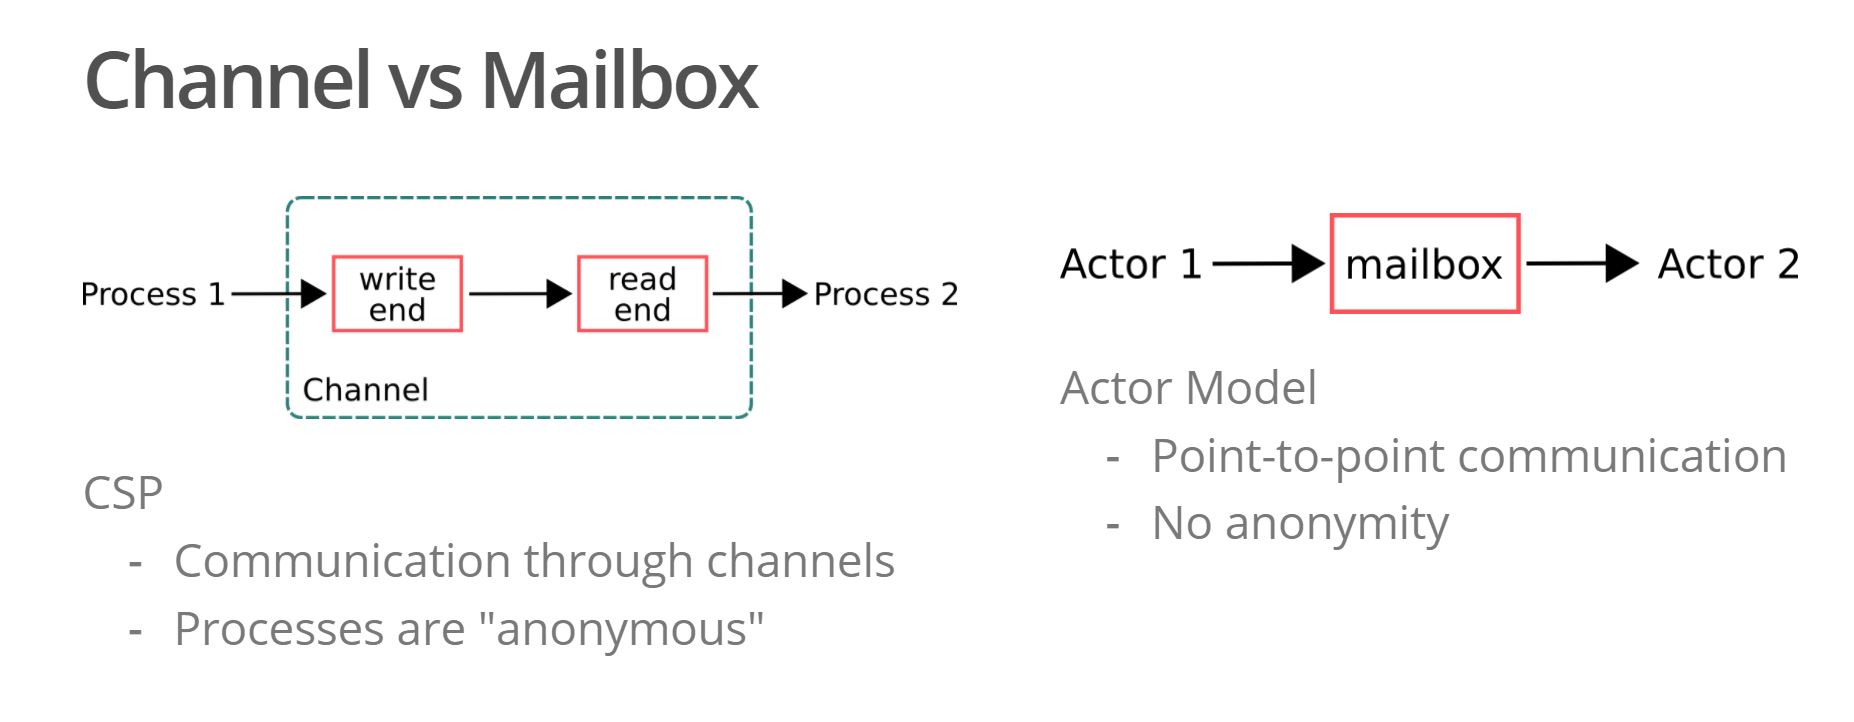 Channel vs Mailbox
Process 1
write
end
read
end
Process 2
Channel
CSP
- Communication through channels
- Processes are "anonymous"
Actor 1
mailbox
Actor 2
Actor Model
- Point-to-point communication
- No anonymity